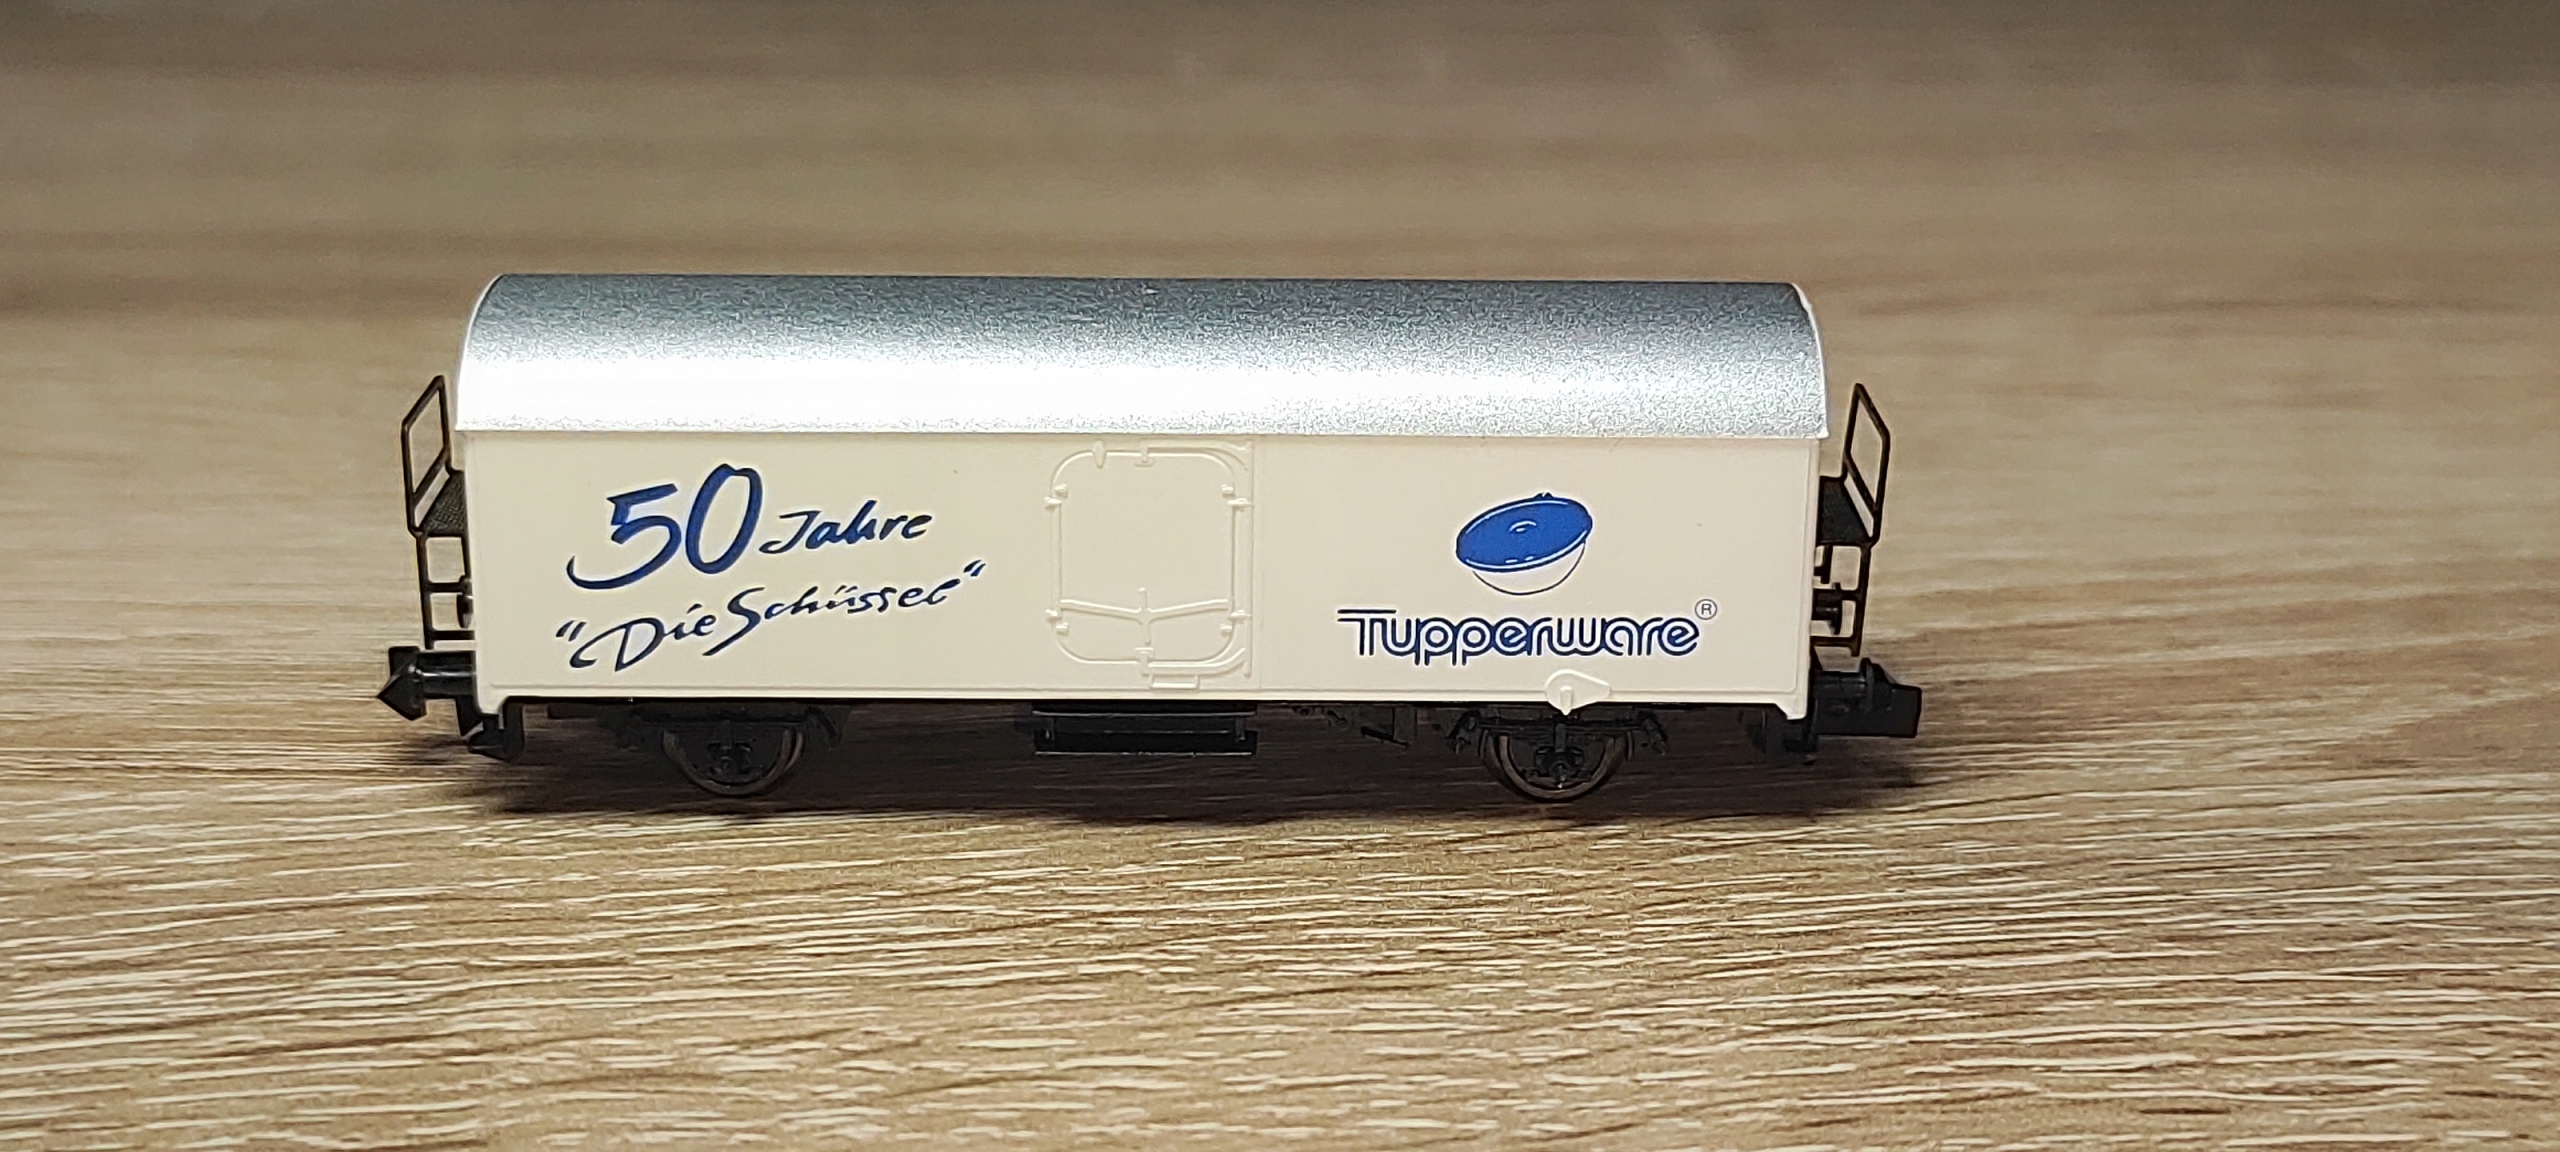 50 Jahre
"Die Schüssel"
Tupperware®